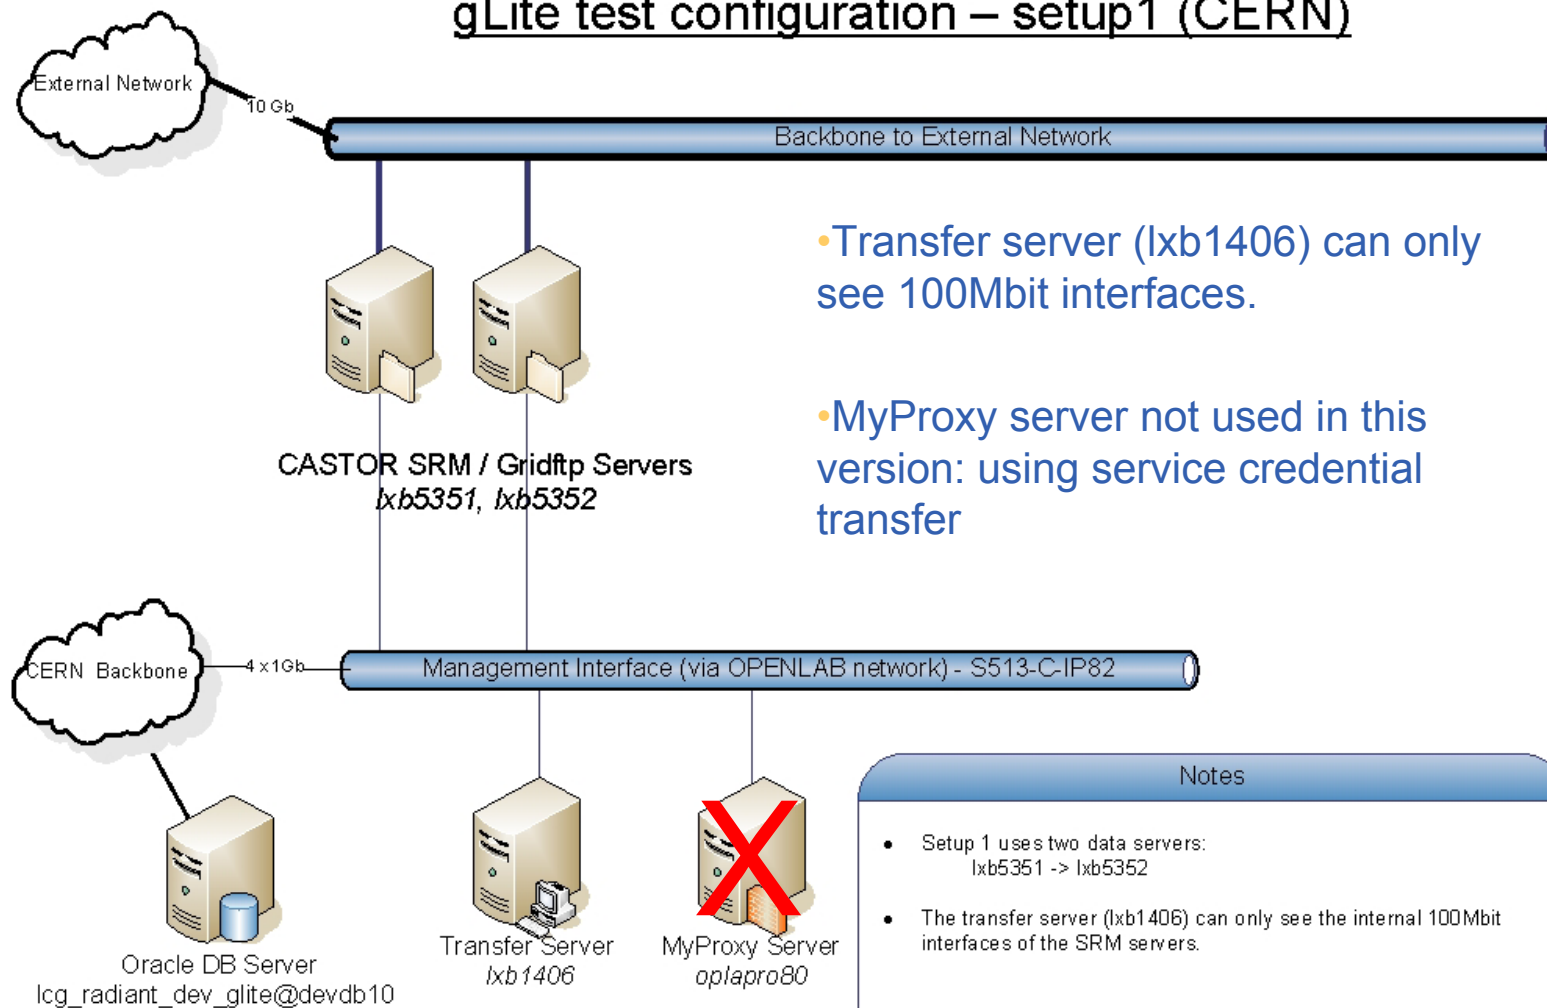 gLite test configuration – setup1 (CERN)
External Network
10 Gb
Backbone to External Network
•Transfer server (lxb1406) can only
see 100Mbit interfaces.
•MyProxy server not used in this
version: using service credential
transfer
CASTOR SRM / Gridftp Servers
lxb5351, lxb5352
CERN Backbone
4 x 1Gb
Management Interface (via OPENLAB network) - S513-C-IP82
Oracle DB Server
lcg_radiant_dev_glite@devdb10
Transfer Server
lxb1406
X
MyProxy Server
oplapro80
Notes
• Setup 1 uses two data servers:
lxb5351 -> lxb5352
• The transfer server (lxb1406) can only see the internal 100Mbit
interfaces of the SRM servers.